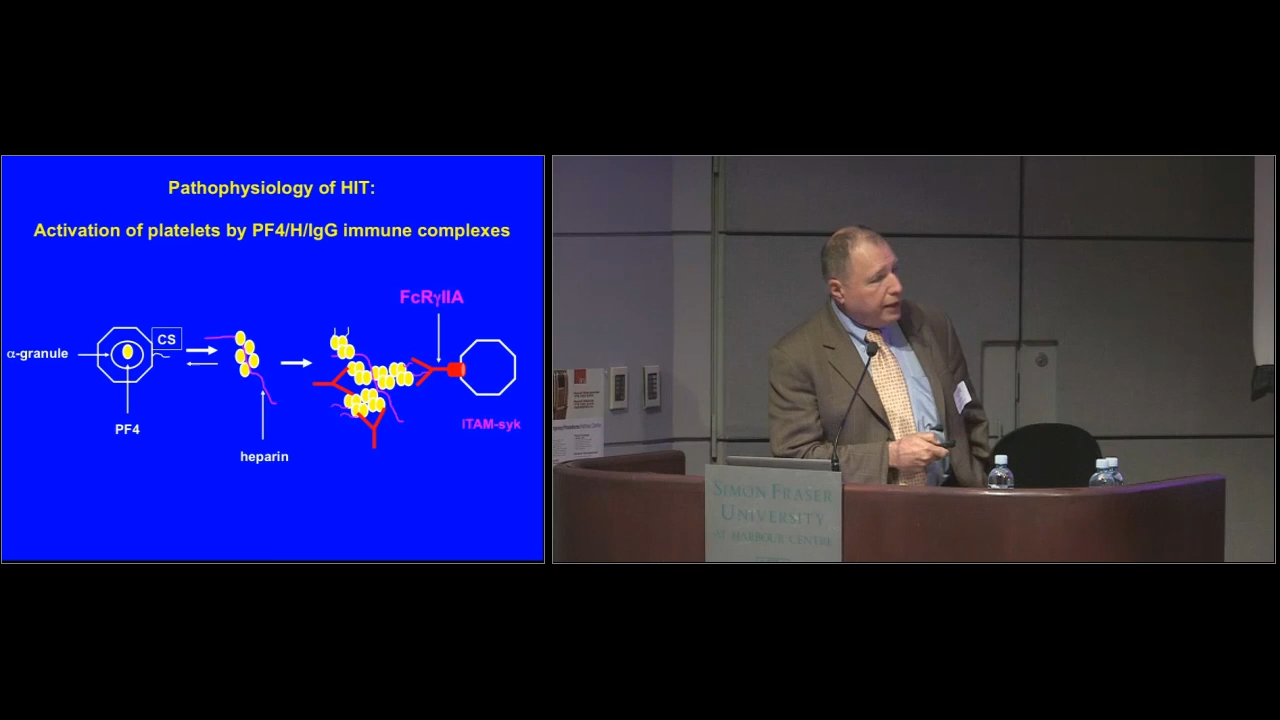 Pathophysiology of HIT:
Activation of platelets by PF4/H/IgG immune complexes
FcRγIIA
CS
α-granule
PF4
heparin
ITAM-syk
SIMON FRASER
UNIVERSITY
AT HARBOUR CENTRE